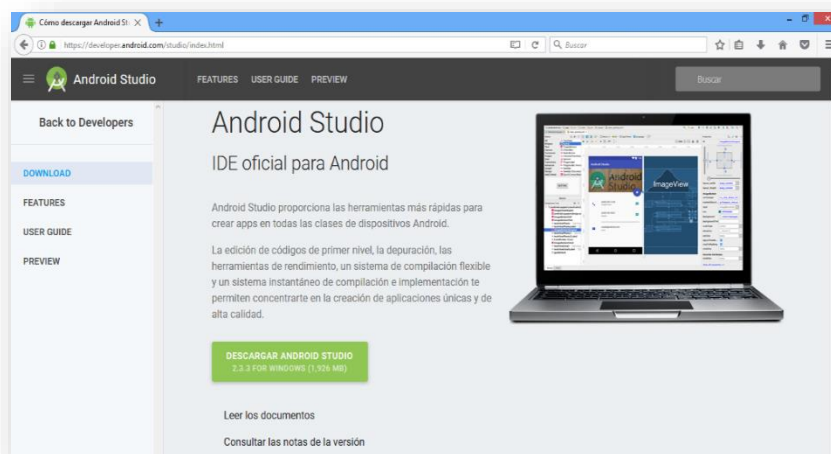 Cómo descargar Android St
https://developer.android.com/studio/index.html
Buscar
Android Studio
FEATURES USER GUIDE PREVIEW
Buscar
Back to Developers
DOWNLOAD
FEATURES
USER GUIDE
PREVIEW
Android Studio
IDE oficial para Android
Android Studio proporciona las herramientas más rápidas para
crear apps en todas las clases de dispositivos Android.
La edición de códigos de primer nivel, la depuración, las
herramientas de rendimiento, un sistema de compilación flexible
y un sistema instantáneo de compilación e implementación te
permiten concentrarte en la creación de aplicaciones únicas y de
alta calidad.
DESCARGAR ANDROID STUDIO
2.3.3 FOR WINDOWS (1,926 MB)
Leer los documentos
Consultar las notas de la versión
Android
Studio
ImageView